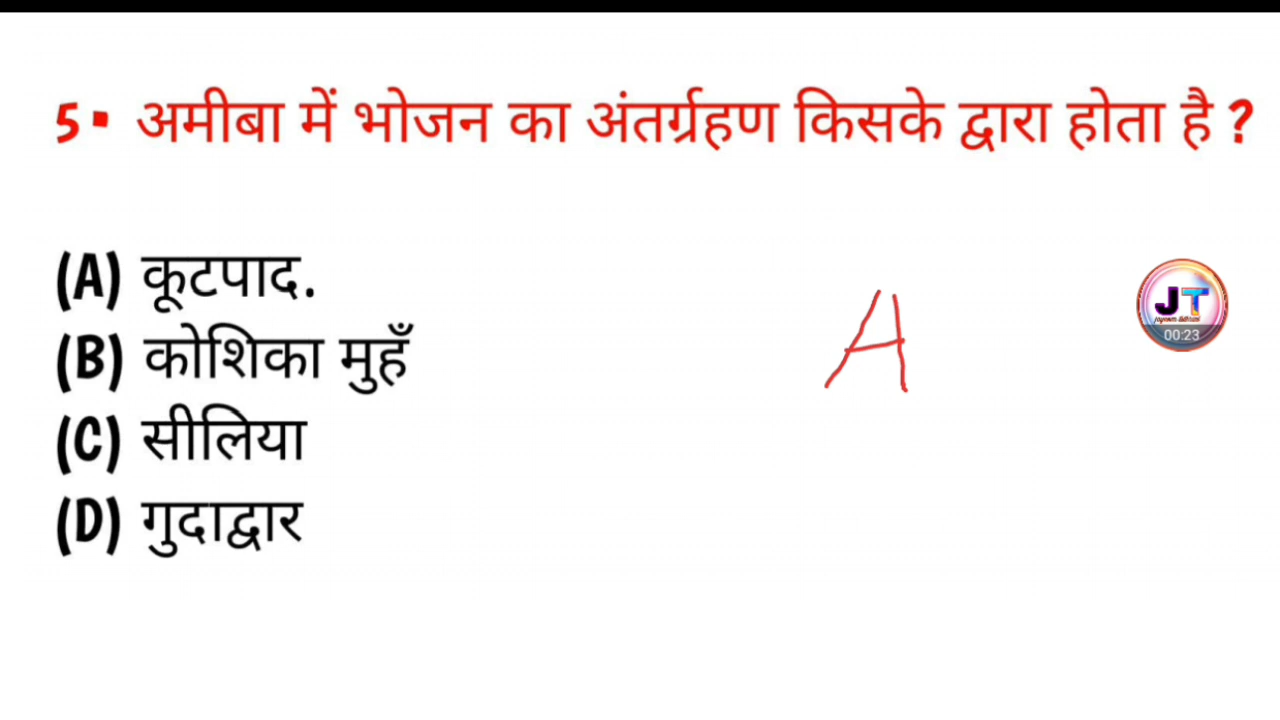 5. अमीबा में भोजन का अंतर्ग्रहण किसके द्वारा होता है ?
(A) कूटपाद.
(B) कोशिका मुहँ
(C) सीलिया
(D) गुदाद्वार
A
JT
00:23